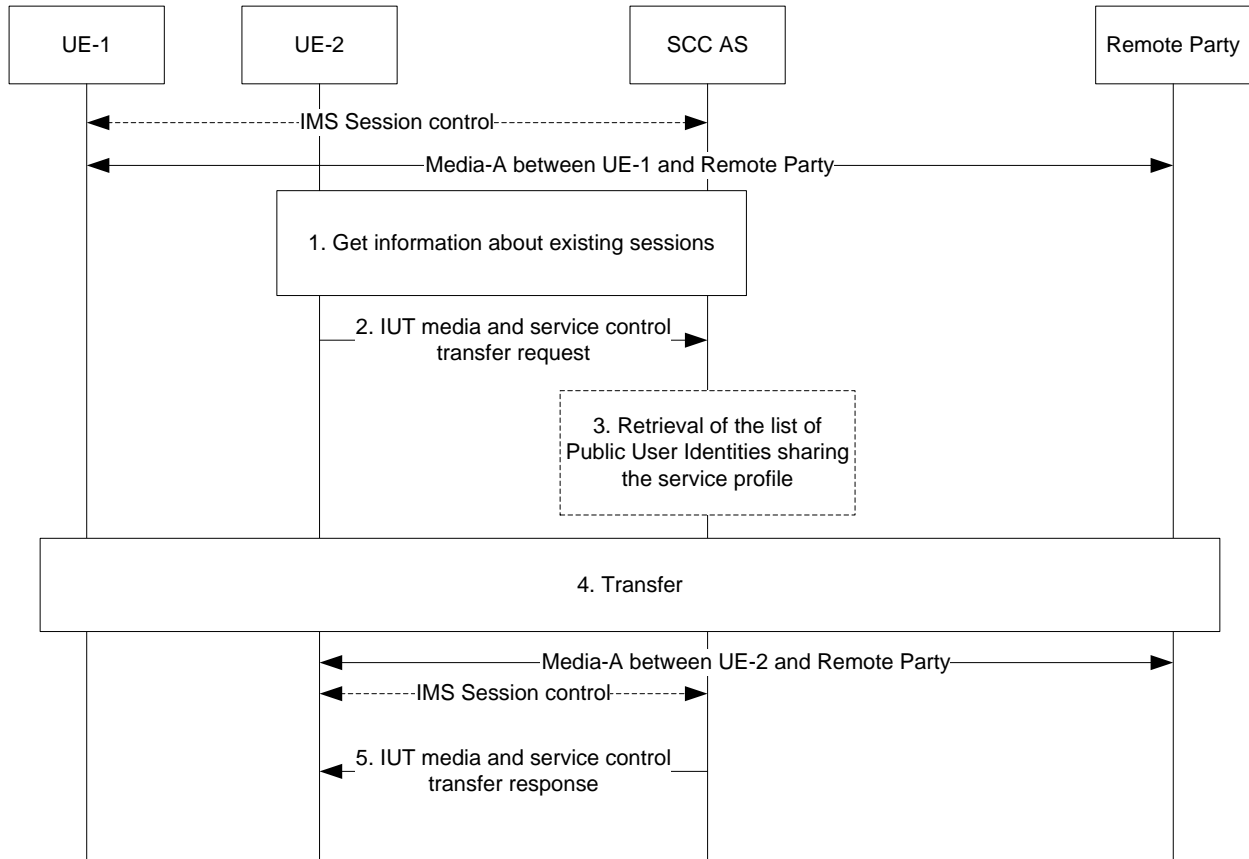 UE-1
UE-2
SCC AS
Remote Party
IMS Session control
Media-A between UE-1 and Remote Party
1. Get information about existing sessions
2. IUT media and service control
transfer request
3. Retrieval of the list of
Public User Identities sharing
the service profile
4. Transfer
Media-A between UE-2 and Remote Party
IMS Session control
5. IUT media and service control
transfer response